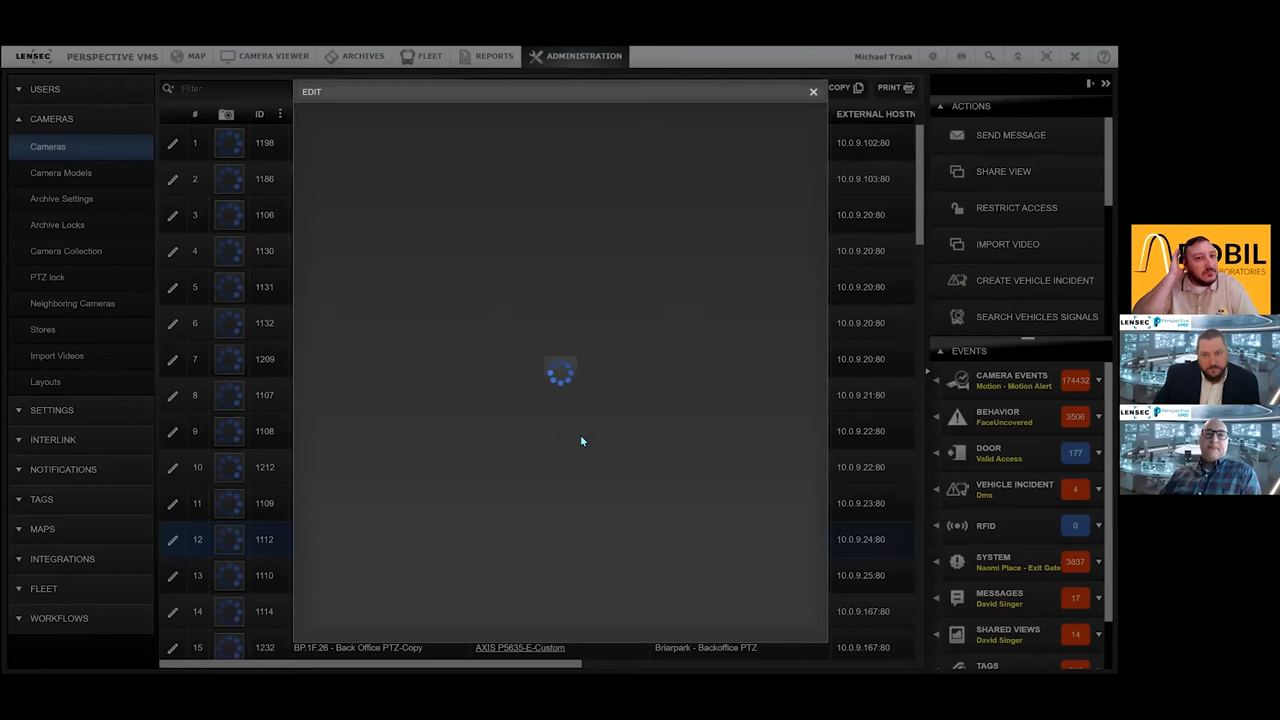 LENSEC PERSPECTIVE VMS MAP CAMERA VIEWER ARCHIVES FLEET REPORTS ADMINISTRATION Michael Trask
USERS
CAMERAS
Cameras
Camera Models
Archive Settings
Archive Locks
Camera Collection
PTZ lock
Neighboring Cameras
Stores
Import Videos
Layouts
SETTINGS
INTERLINK
NOTIFICATIONS
TAGS
MAPS
INTEGRATIONS
FLEET
WORKFLOWS
Filter
COPY PRINT
# ID EXTERNAL HOSTN
1 1198 10.0.9.102:80
2 1186 10.0.9.103:80
3 1106 10.0.9.20:80
4 1130 10.0.9.20:80
5 1131 10.0.9.20:80
6 1132 10.0.9.20:80
7 1209 10.0.9.20:80
8 1107 10.0.9.21:80
9 1108 10.0.9.22:80
10 1212 10.0.9.22:80
11 1109 10.0.9.23:80
12 1112 10.0.9.24:80
13 1110 10.0.9.25:80
14 1114 10.0.9.167:80
15 1232 BP.1F.26 - Back Office PTZ-Copy AXIS P5635-E-Custom Briarpark - Backoffice PTZ 10.0.9.167:80
EDIT
ACTIONS
SEND MESSAGE
SHARE VIEW
RESTRICT ACCESS
IMPORT VIDEO
CREATE VEHICLE INCIDENT
SEARCH VEHICLES SIGNALS
EVENTS
CAMERA EVENTS 174432
Motion - Motion Alert
BEHAVIOR 3506
FaceUncovered
DOOR 177
Valid Access
VEHICLE INCIDENT 4
Dms
RFID 0
SYSTEM 3837
Naomi Place - Exit Gate
MESSAGES 17
David Singer
SHARED VIEWS 14
David Singer
TAGS
OBIL
ORATORIES
LENSEC Perspective VMS
LENSEC Perspective VMS